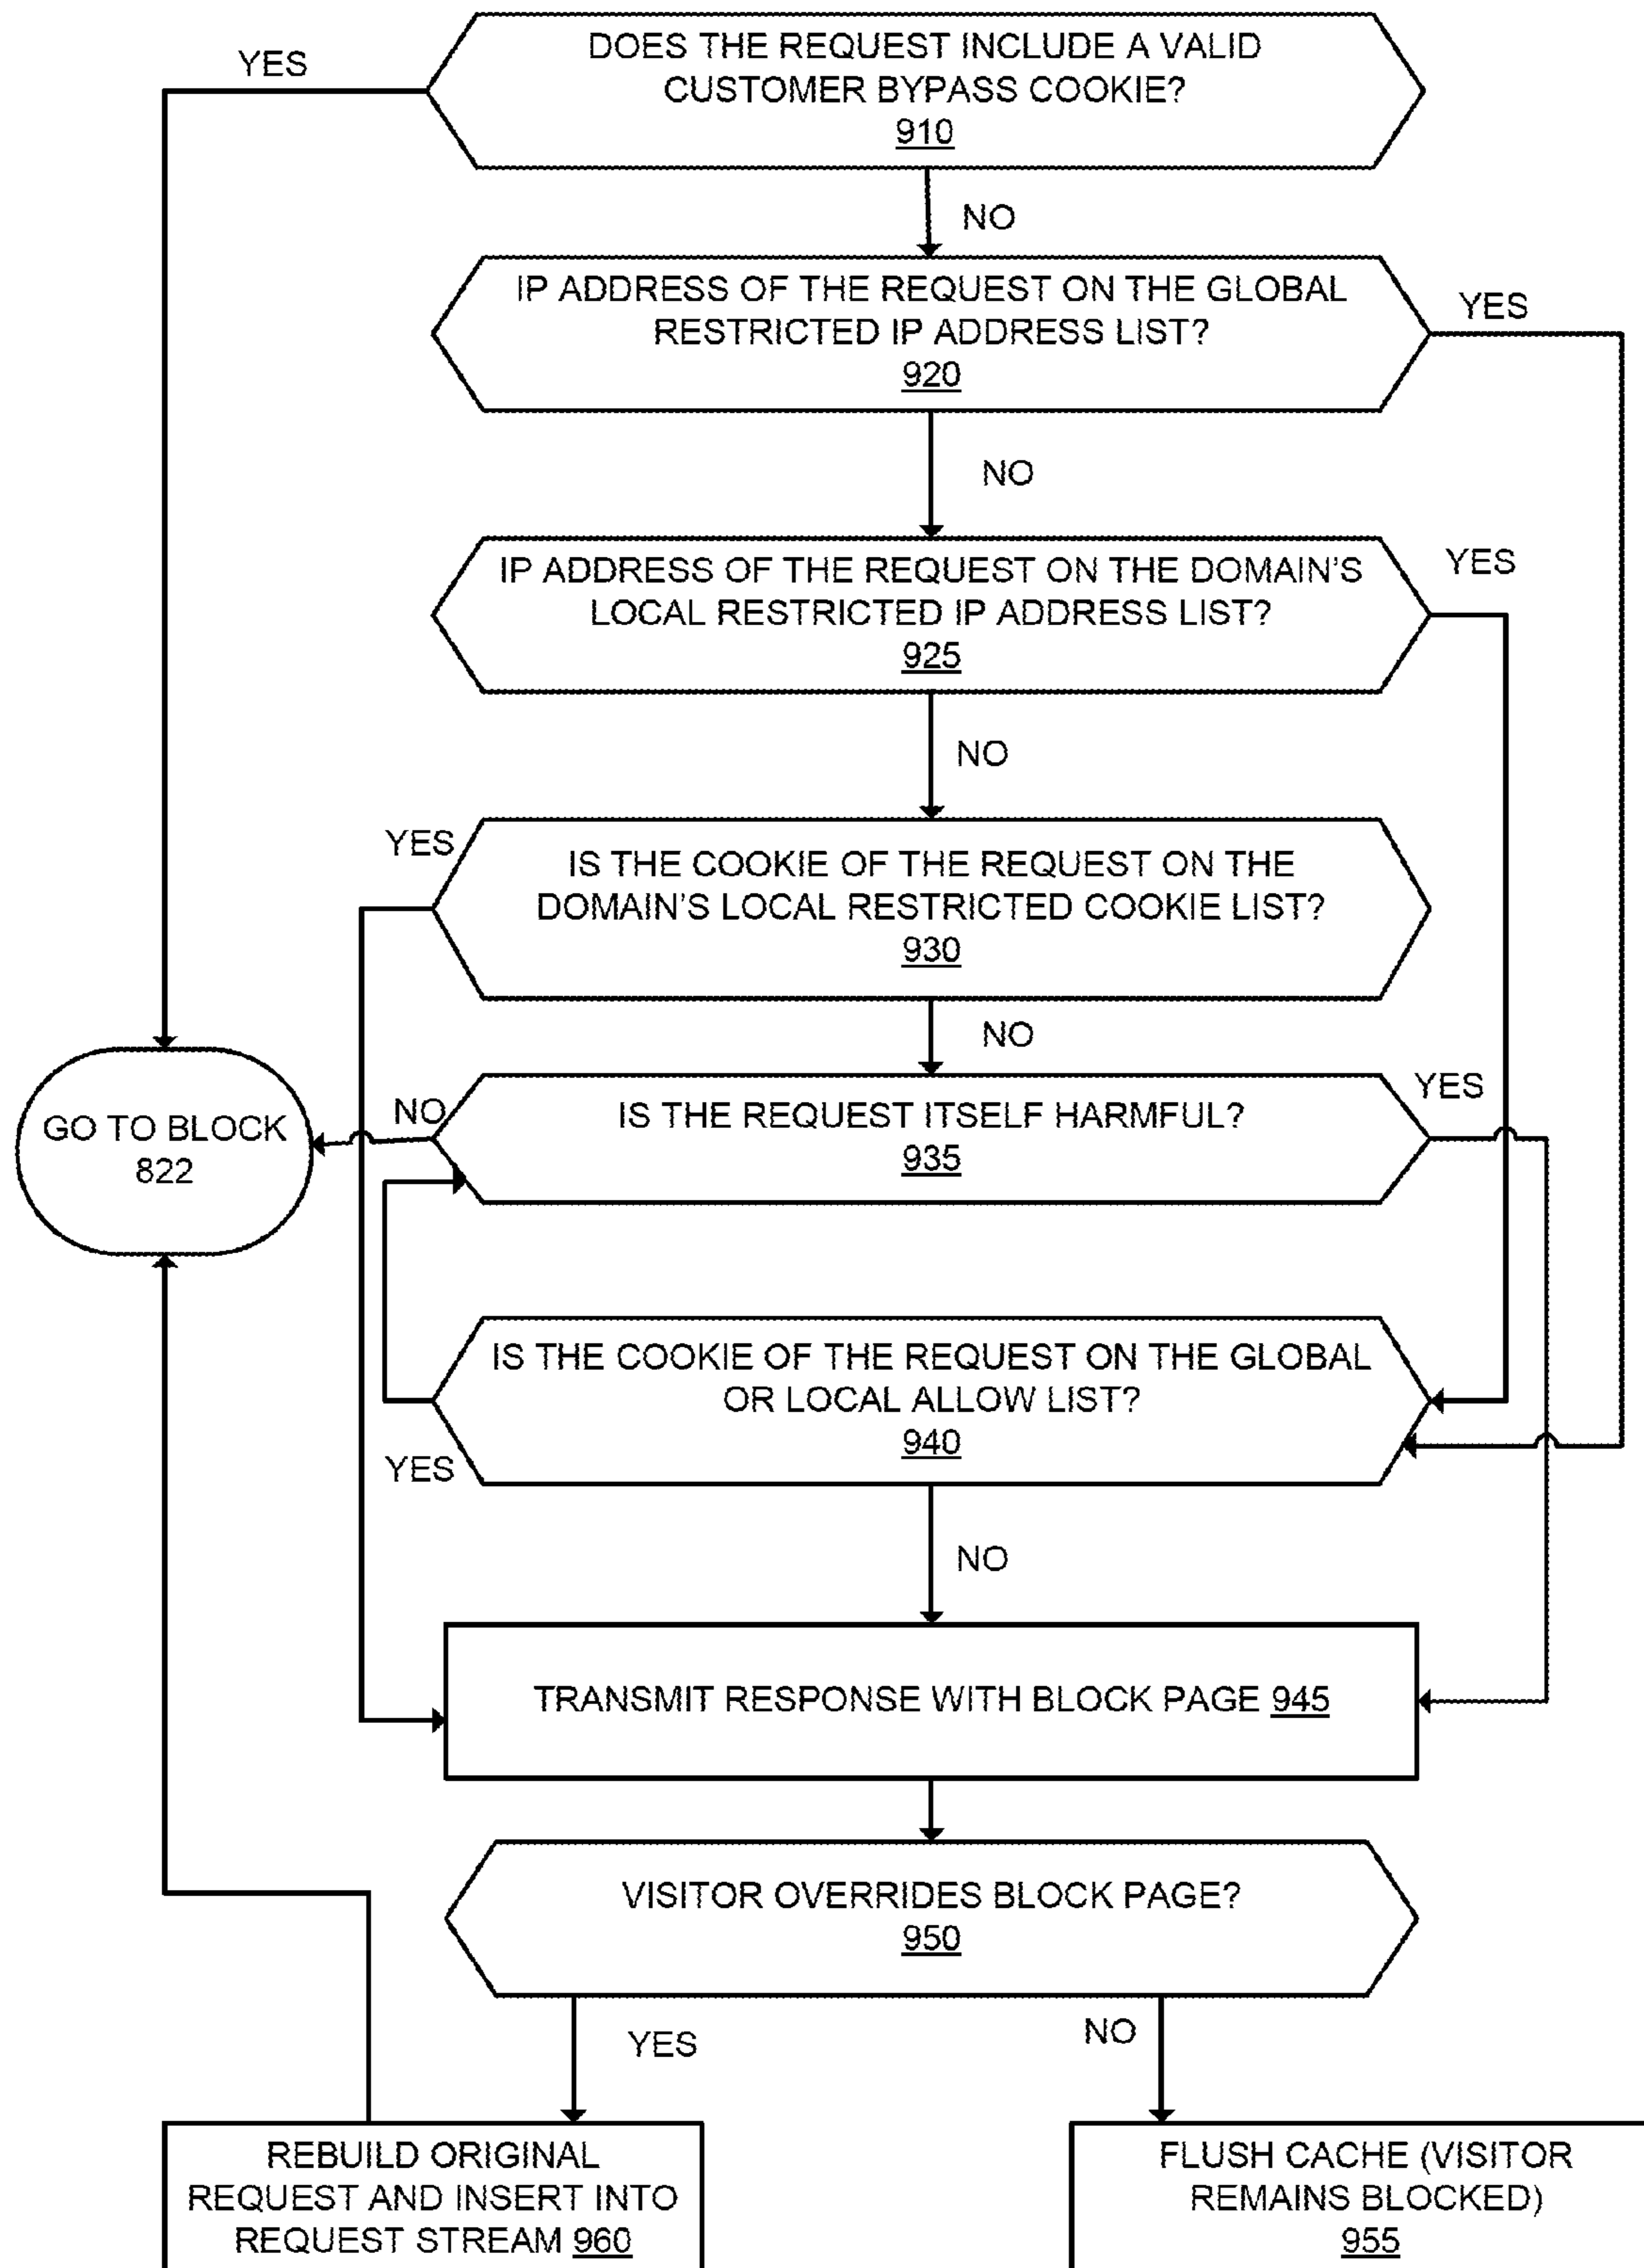 DOES THE REQUEST INCLUDE A VALID
CUSTOMER BYPASS COOKIE?
910
YES
NO
IP ADDRESS OF THE REQUEST ON THE GLOBAL
RESTRICTED IP ADDRESS LIST?
920
YES
NO
IP ADDRESS OF THE REQUEST ON THE DOMAIN'S
LOCAL RESTRICTED IP ADDRESS LIST?
925
YES
NO
YES
IS THE COOKIE OF THE REQUEST ON THE
DOMAIN'S LOCAL RESTRICTED COOKIE LIST?
930
NO
GO TO BLOCK
822
NO
IS THE REQUEST ITSELF HARMFUL?
935
YES
IS THE COOKIE OF THE REQUEST ON THE GLOBAL
OR LOCAL ALLOW LIST?
940
YES
NO
TRANSMIT RESPONSE WITH BLOCK PAGE 945
VISITOR OVERRIDES BLOCK PAGE?
950
YES
NO
REBUILD ORIGINAL
REQUEST AND INSERT INTO
REQUEST STREAM 960
FLUSH CACHE (VISITOR
REMAINS BLOCKED)
955